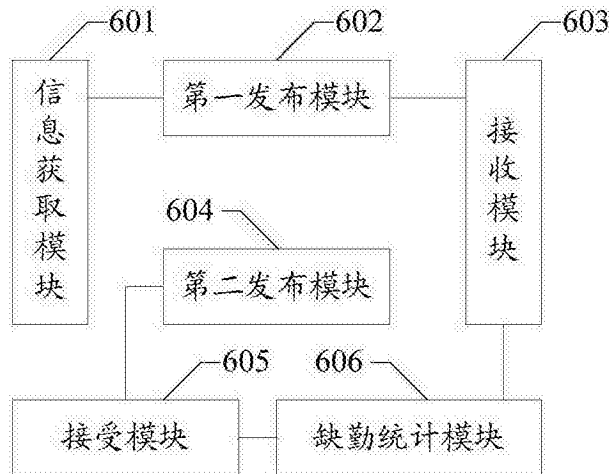 601
602
603
信息获取模块
第一发布模块
接收模块
604
第二发布模块
605
606
接受模块
缺勤统计模块